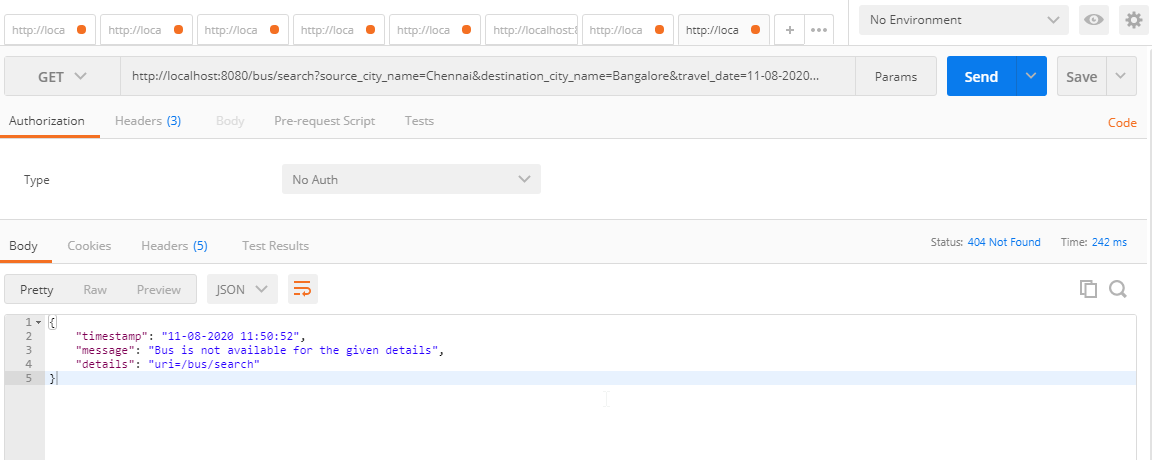 http://loca http://loca http://loca http://loca http://loca http://localhost:8 http://loca http://loca + ••• No Environment
GET http://localhost:8080/bus/search?source_city_name=Chennai&destination_city_name=Bangalore&travel_date=11-08-2020... Params Send Save
Authorization Headers (3) Body Pre-request Script Tests Code
Type No Auth
Body Cookies Headers (5) Test Results Status: 404 Not Found Time: 242 ms
Pretty Raw Preview JSON
1 {
2 "timestamp": "11-08-2020 11:50:52",
3 "message": "Bus is not available for the given details",
4 "details": "uri=/bus/search"
5 }